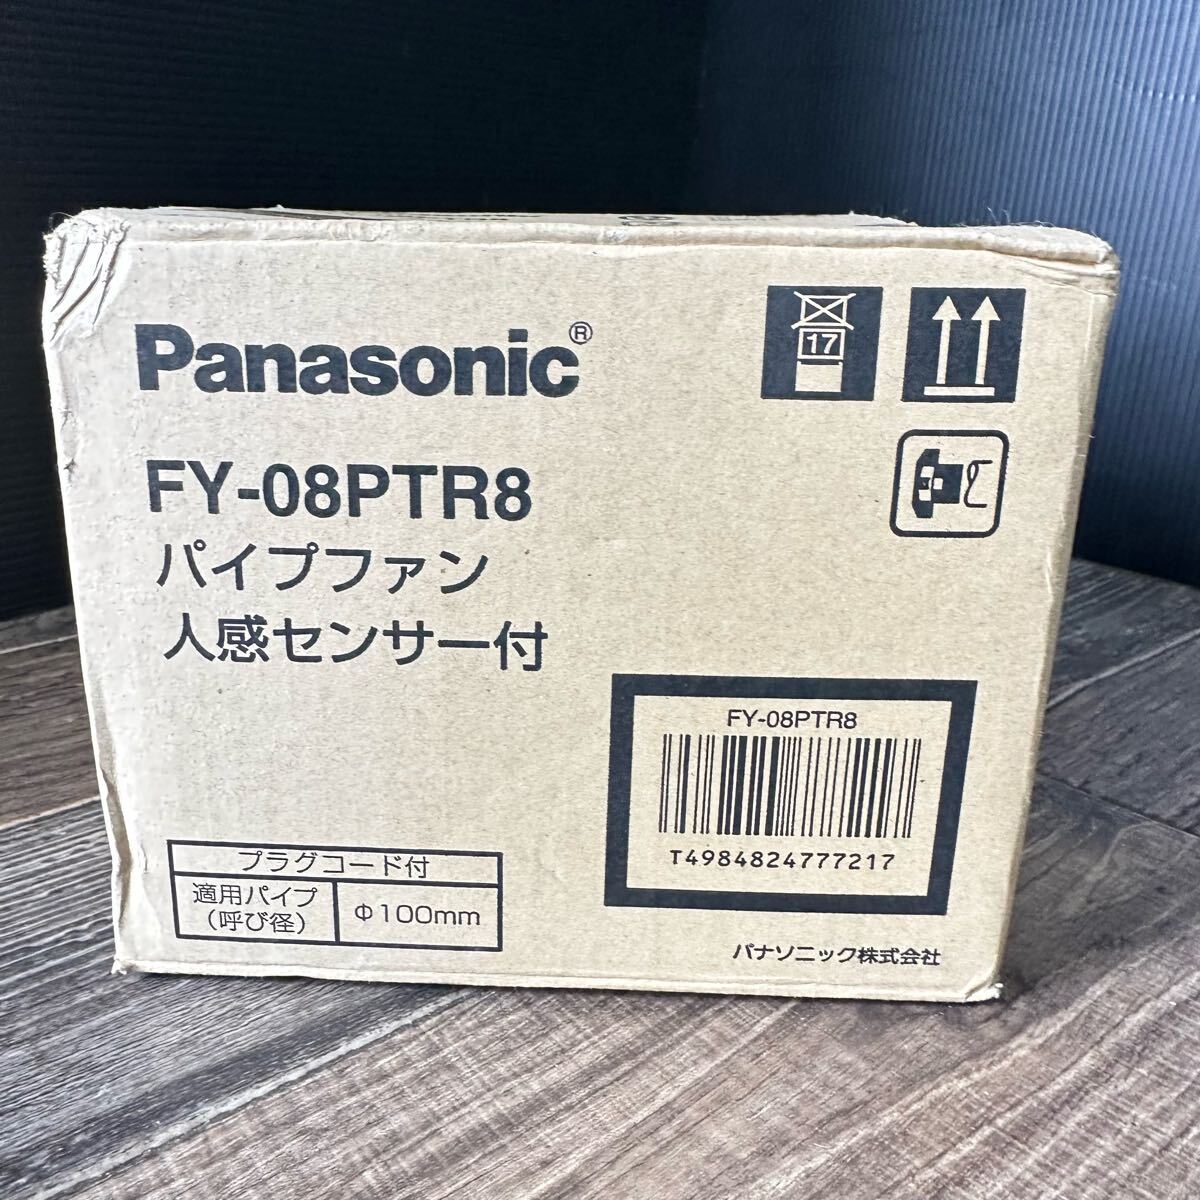 Panasonic®
17
FY-08PTR8
パイプファン
人感センサー付
FY-08PTR8
T4984824777217
プラグコード付
適用パイプ
(呼び径)
Φ100mm
パナソニック株式会社